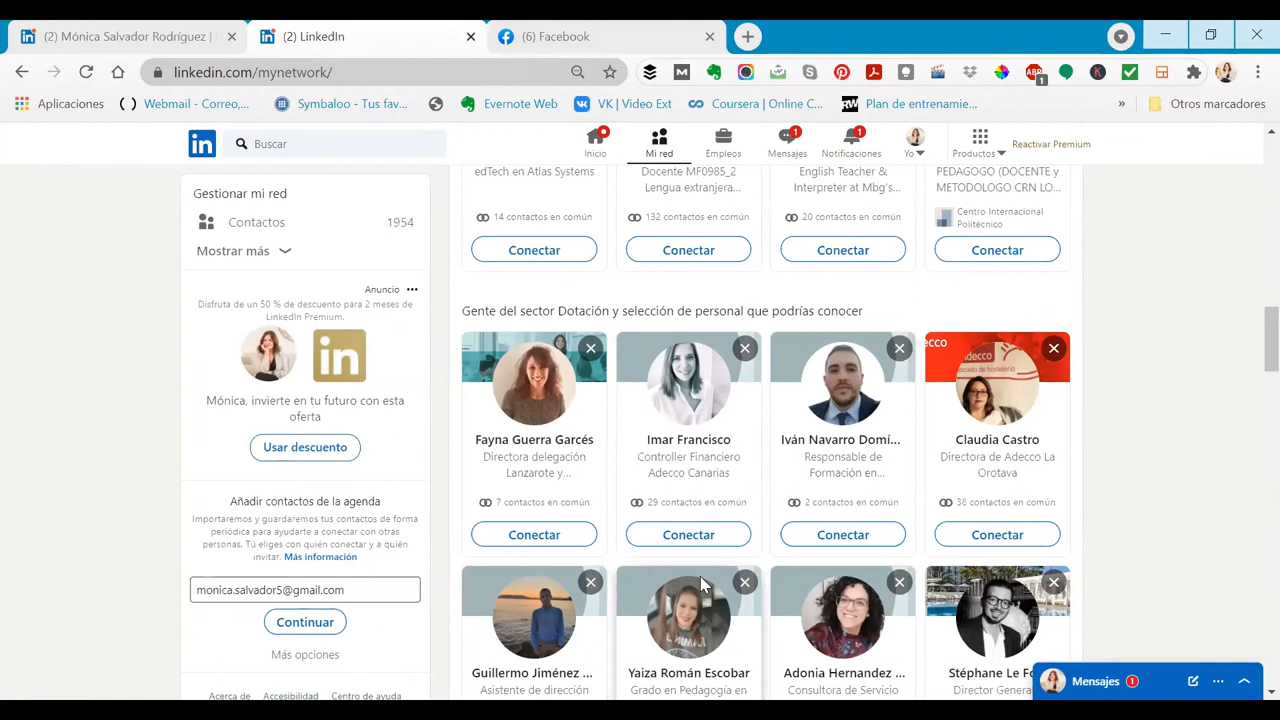 (2) Mónica Salvador Rodríguez |
(2) LinkedIn
(6) Facebook
linkedin.com/mynetwork/
Aplicaciones
Webmail - Correo,...
Symbaloo - Tus fav...
Evernote Web
VK | Video Ext
Coursera | Online C...
Plan de entrenamie...
»
Otros marcadores
Buscar
Inicio
Mi red
Empleos
Mensajes
Notificaciones
Yo
Productos
Reactivar Premium
Gestionar mi red
Contactos 1954
Mostrar más
Anuncio
Disfruta de un 50 % de descuento para 2 meses de
LinkedIn Premium.
Mónica, invierte en tu futuro con esta
oferta
Usar descuento
Añadir contactos de la agenda
Importaremos y guardaremos tus contactos de forma
periódica para ayudarte a conectar con otras
personas. Tú eliges con quién conectar y a quién
invitar. Más información
monica.salvador5@gmail.com
Continuar
Más opciones
Acerca de Accesibilidad Centro de ayuda
edTech en Atlas Systems
14 contactos en común
Conectar
Docente MF0985_2
Lengua extranjera...
132 contactos en común
Conectar
English Teacher &
Interpreter at Mbg's...
20 contactos en común
Conectar
PEDAGOGO (DOCENTE y
METODOLOGO CRN LO...
Centro Internacional
Politécnico
Conectar
Gente del sector Dotación y selección de personal que podrías conocer
Fayna Guerra Garcés
Directora delegación
Lanzarote y...
7 contactos en común
Conectar
Imar Francisco
Controller Financiero
Adecco Canarias
29 contactos en común
Conectar
Iván Navarro Domí...
Responsable de
Formación en...
2 contactos en común
Conectar
Claudia Castro
Directora de Adecco La
Orotava
38 contactos en común
Conectar
Guillermo Jiménez ...
Asistente de dirección
Yaiza Román Escobar
Grado en Pedagogía en
Adonia Hernandez ...
Consultora de Servicio
Stéphane Le Fo
Director Genera
Mensajes 1